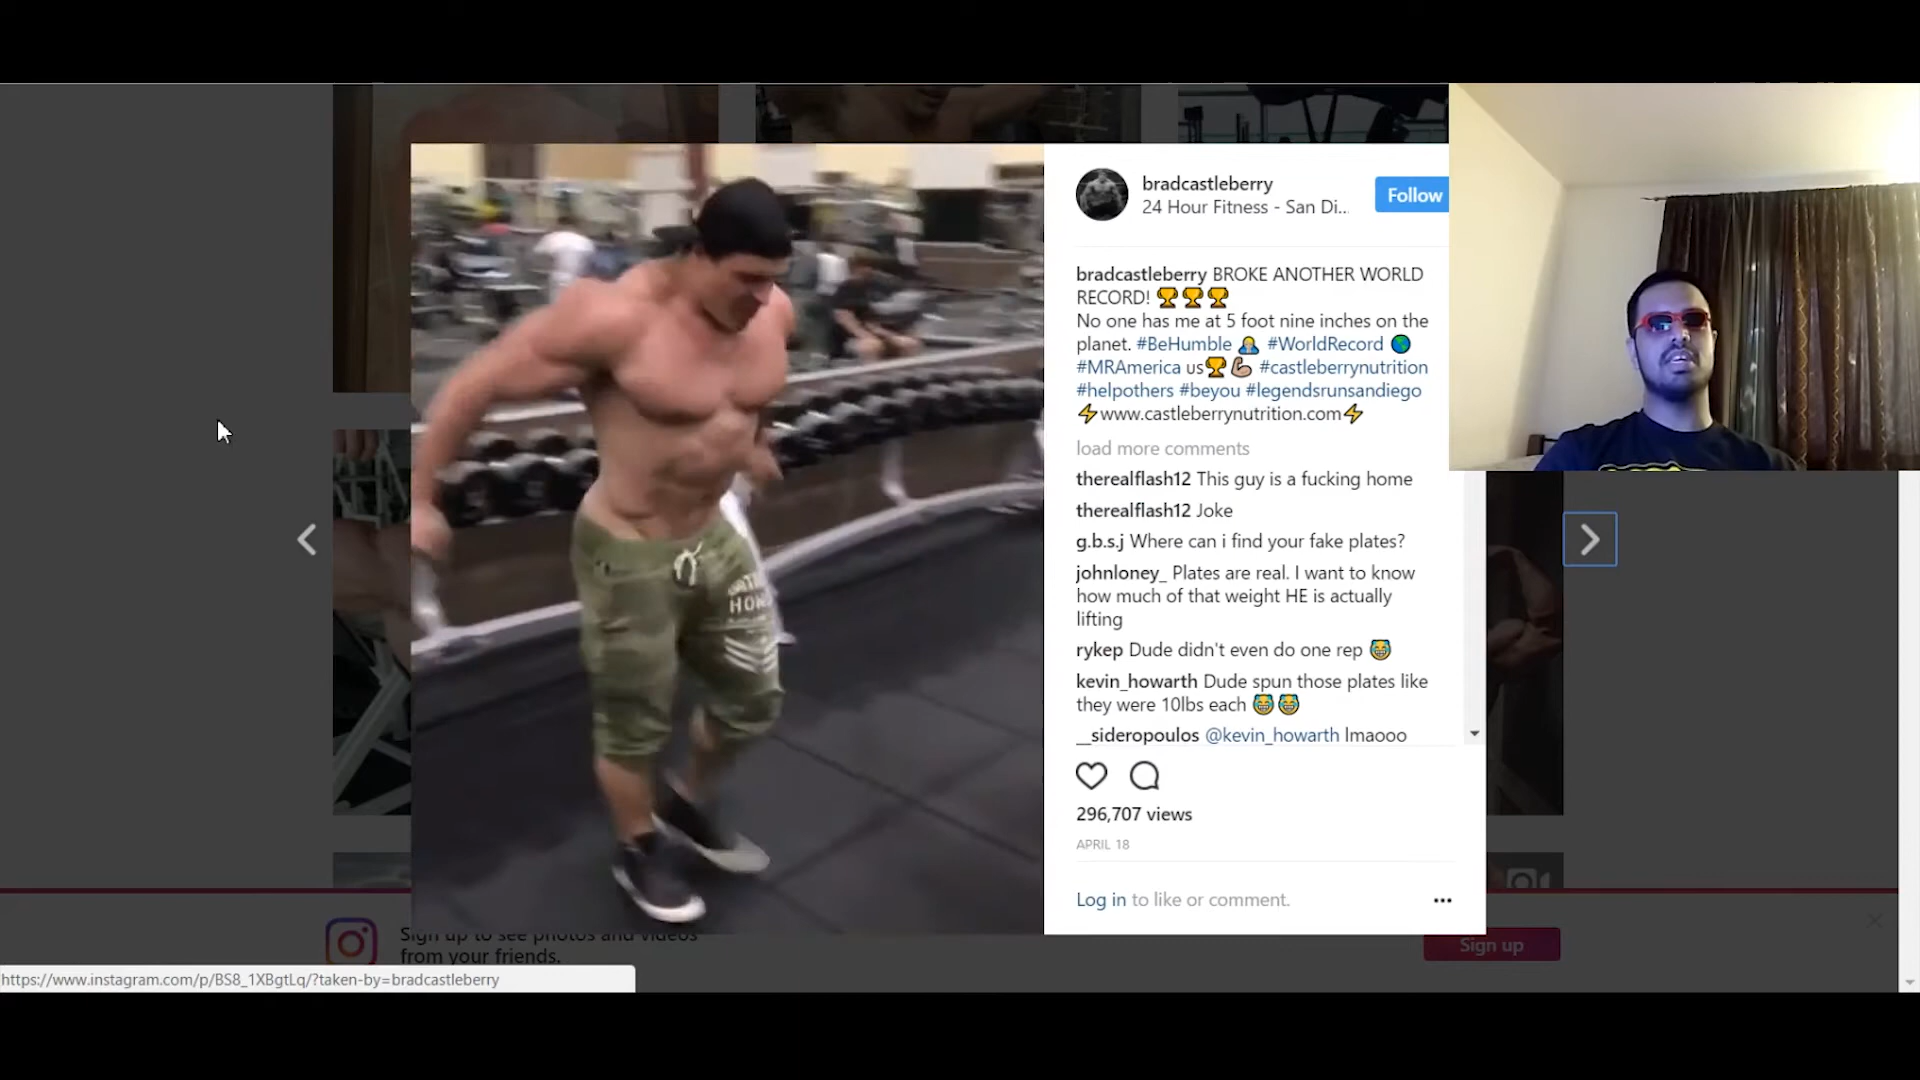 bradcastleberry
24 Hour Fitness - San Di...
Follow
bradcastleberry BROKE ANOTHER WORLD
RECORD! 🏆🏆🏆
No one has me at 5 foot nine inches on the
planet. #BeHumble 🤦🏼‍♂️ #WorldRecord 🌎
#MRAmerica us🏆💪🏽 #castleberrynutrition
#helpothers #beyou #legendsrunsandiego
⚡www.castleberrynutrition.com⚡
load more comments
therealflash12 This guy is a fucking home
therealflash12 Joke
g.b.s.j Where can i find your fake plates?
johnloney_ Plates are real. I want to know
how much of that weight HE is actually
lifting
rykep Dude didn't even do one rep 😂
kevin_howarth Dude spun those plates like
they were 10lbs each 😂😂
__sideropoulos @kevin_howarth lmaooo
296,707 views
APRIL 18
Log in to like or comment.
Sign up to see photos and videos
from your friends.
Sign up
https://www.instagram.com/p/BS8_1XBgtLq/?taken-by=bradcastleberry